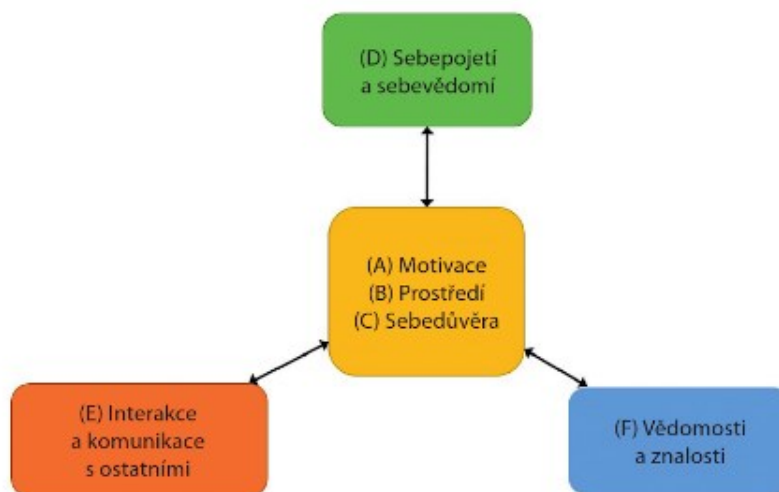 (D) Sebepojetí
a sebevědomí
(A) Motivace
(B) Prostředí
(C) Sebedůvěra
(E) Interakce
a komunikace
s ostatními
(F) Vědomosti
a znalosti